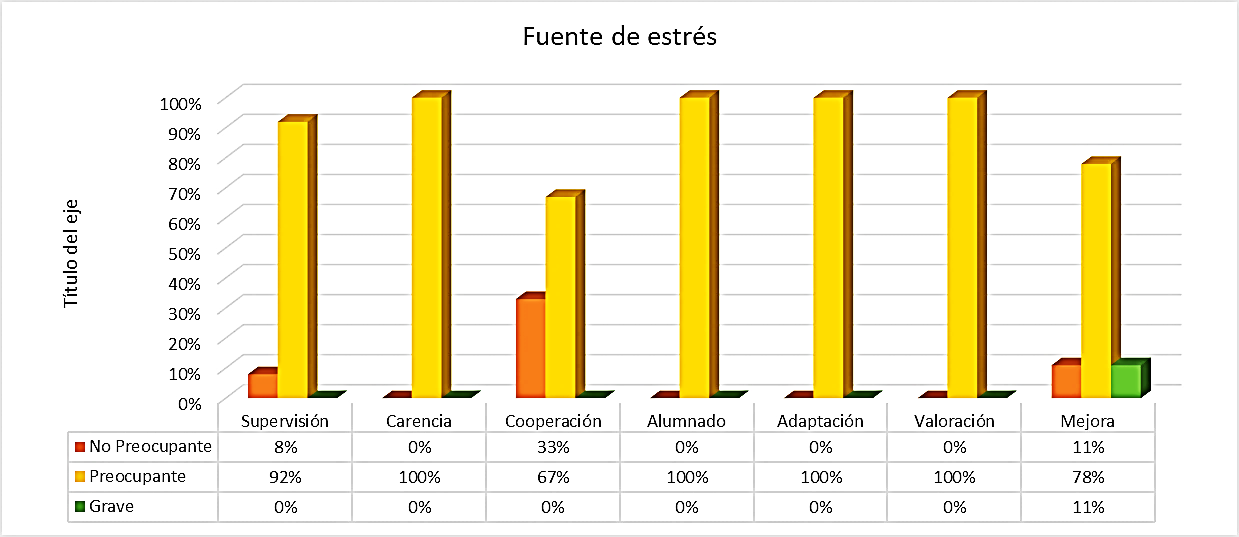 Fuente de estrés
Título del eje
100%
90%
80%
70%
60%
50%
40%
30%
20%
10%
0%
Supervisión Carencia Cooperación Alumnado Adaptación Valoración Mejora
No Preocupante 8% 0% 33% 0% 0% 0% 11%
Preocupante 92% 100% 67% 100% 100% 100% 78%
Grave 0% 0% 0% 0% 0% 0% 11%